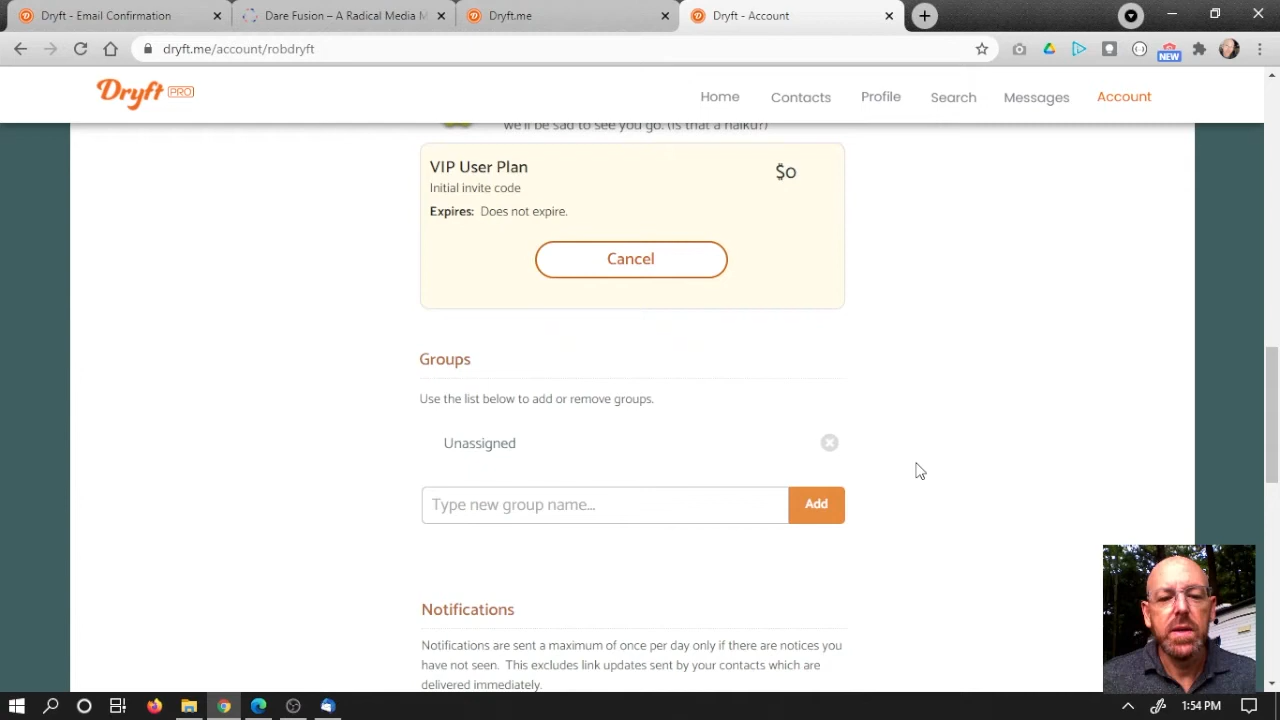 Dryft - Email Confirmation
Dare Fusion – A Radical Media M
Dryft.me
Dryft - Account
dryft.me/account/robdryft
NEW
Dryft PRO
Home
Contacts
Profile
Search
Messages
Account
we'll be sad to see you go. (Is that a haiku?)
VIP User Plan
$0
Initial invite code
Expires: Does not expire.
Cancel
Groups
Use the list below to add or remove groups.
Unassigned
Type new group name...
Add
Notifications
Notifications are sent a maximum of once per day only if there are notices you
have not seen. This excludes link updates sent by your contacts which are
delivered immediately.
1:54 PM